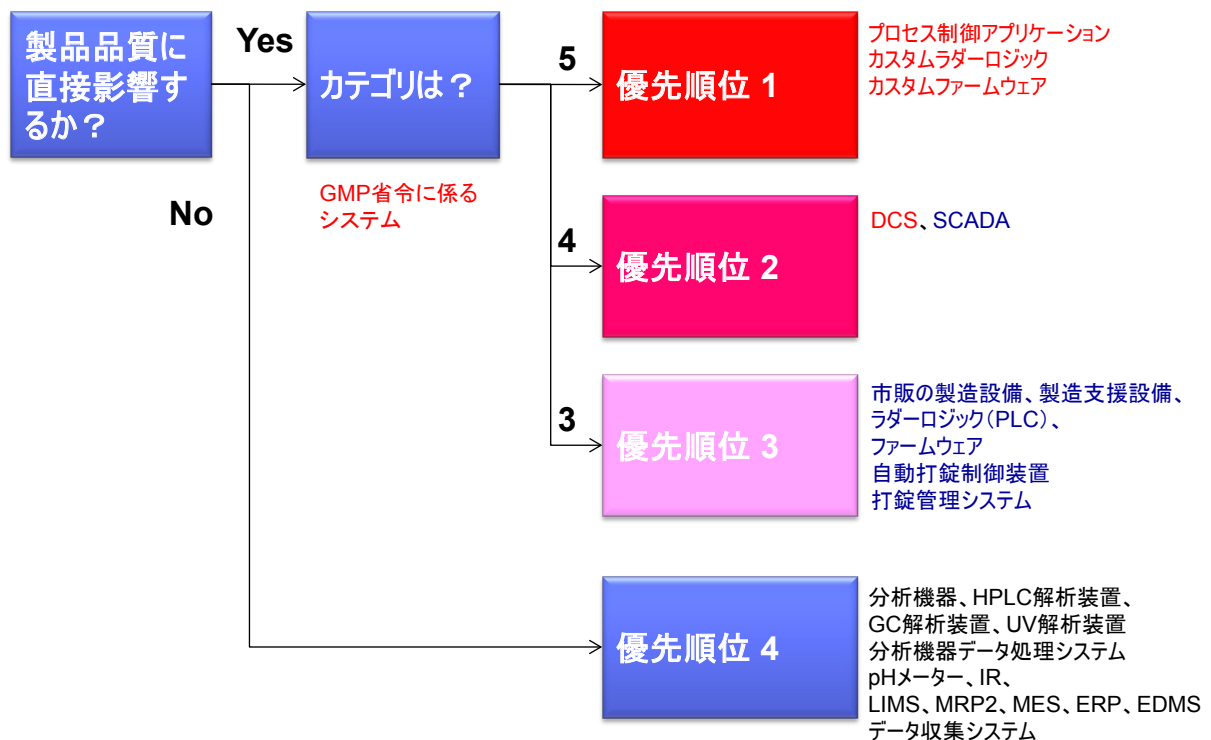 製品品質に
直接影響す
るか？
Yes
No
カテゴリは？
GMP省令に係る
システム
5
優先順位 1
プロセス制御アプリケーション
カスタムラダーロジック
カスタムファームウェア
4
優先順位 2
DCS、SCADA
3
優先順位 3
市販の製造設備、製造支援設備、
ラダーロジック（PLC）、
ファームウェア
自動打錠制御装置
打錠管理システム
優先順位 4
分析機器、HPLC解析装置、
GC解析装置、UV解析装置
分析機器データ処理システム
pHメーター、IR、
LIMS、MRP2、MES、ERP、EDMS
データ収集システム